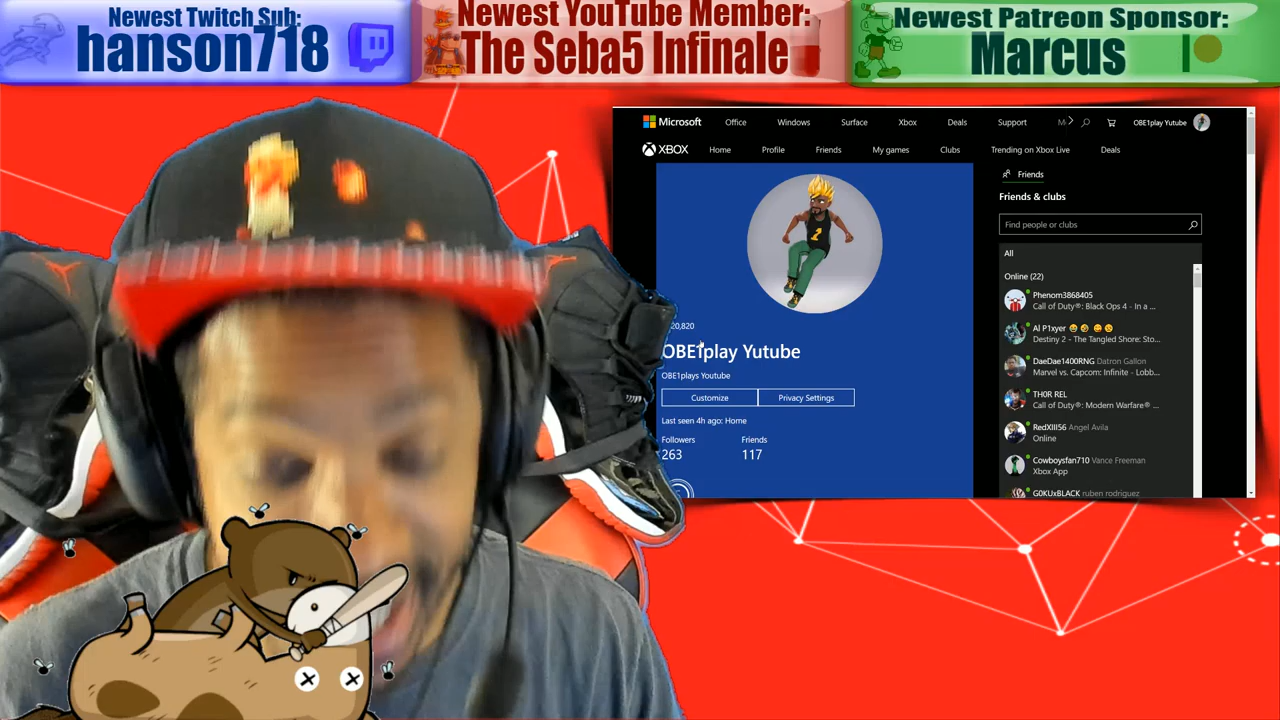 Newest Twitch Sub:
hanson718
Newest YouTube Member:
The Seba5 Infinale
Newest Patreon Sponsor:
Marcus
Microsoft Office Windows Surface Xbox Deals Support OBE1play Yutube
XBOX Home Profile Friends My games Clubs Trending on Xbox Live Deals
20,820
OBE1play Yutube
OBE1plays Youtube
Customize Privacy Settings
Last seen 4h ago: Home
Followers Friends
263 117
Friends
Friends & clubs
Find people or clubs
All
Online (22)
Phenom3868405
Call of Duty®: Black Ops 4 - In a ...
Al P1xyer
Destiny 2 - The Tangled Shore: Sto...
DaeDae1400RNG Datron Gallon
Marvel vs. Capcom: Infinite - Lobb...
TH0R REL
Call of Duty®: Modern Warfare® ...
RedXIII56 Angel Avila
Online
Cowboysfan710 Vance Freeman
Xbox App
G0KUxBLACK ruben rodriguez